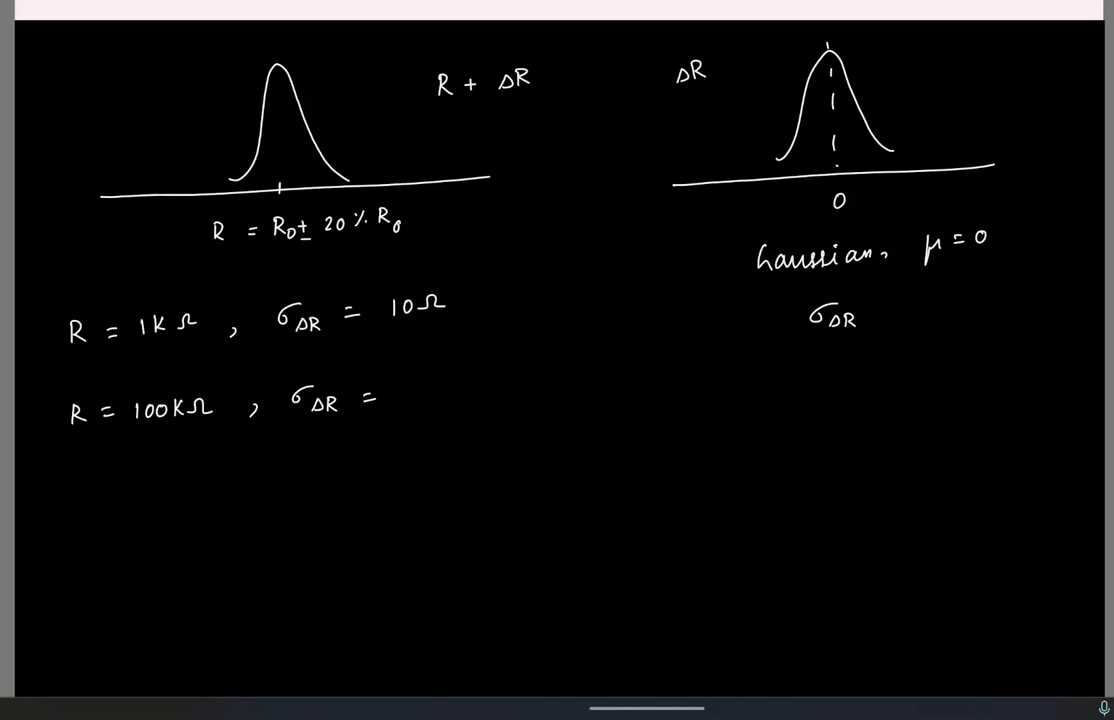 R + ΔR
ΔR
0
R = R₀ ± 20 % R₀
Gaussian, μ = 0
σΔR
R = 1KΩ , σΔR = 10Ω
R = 100KΩ , σΔR =